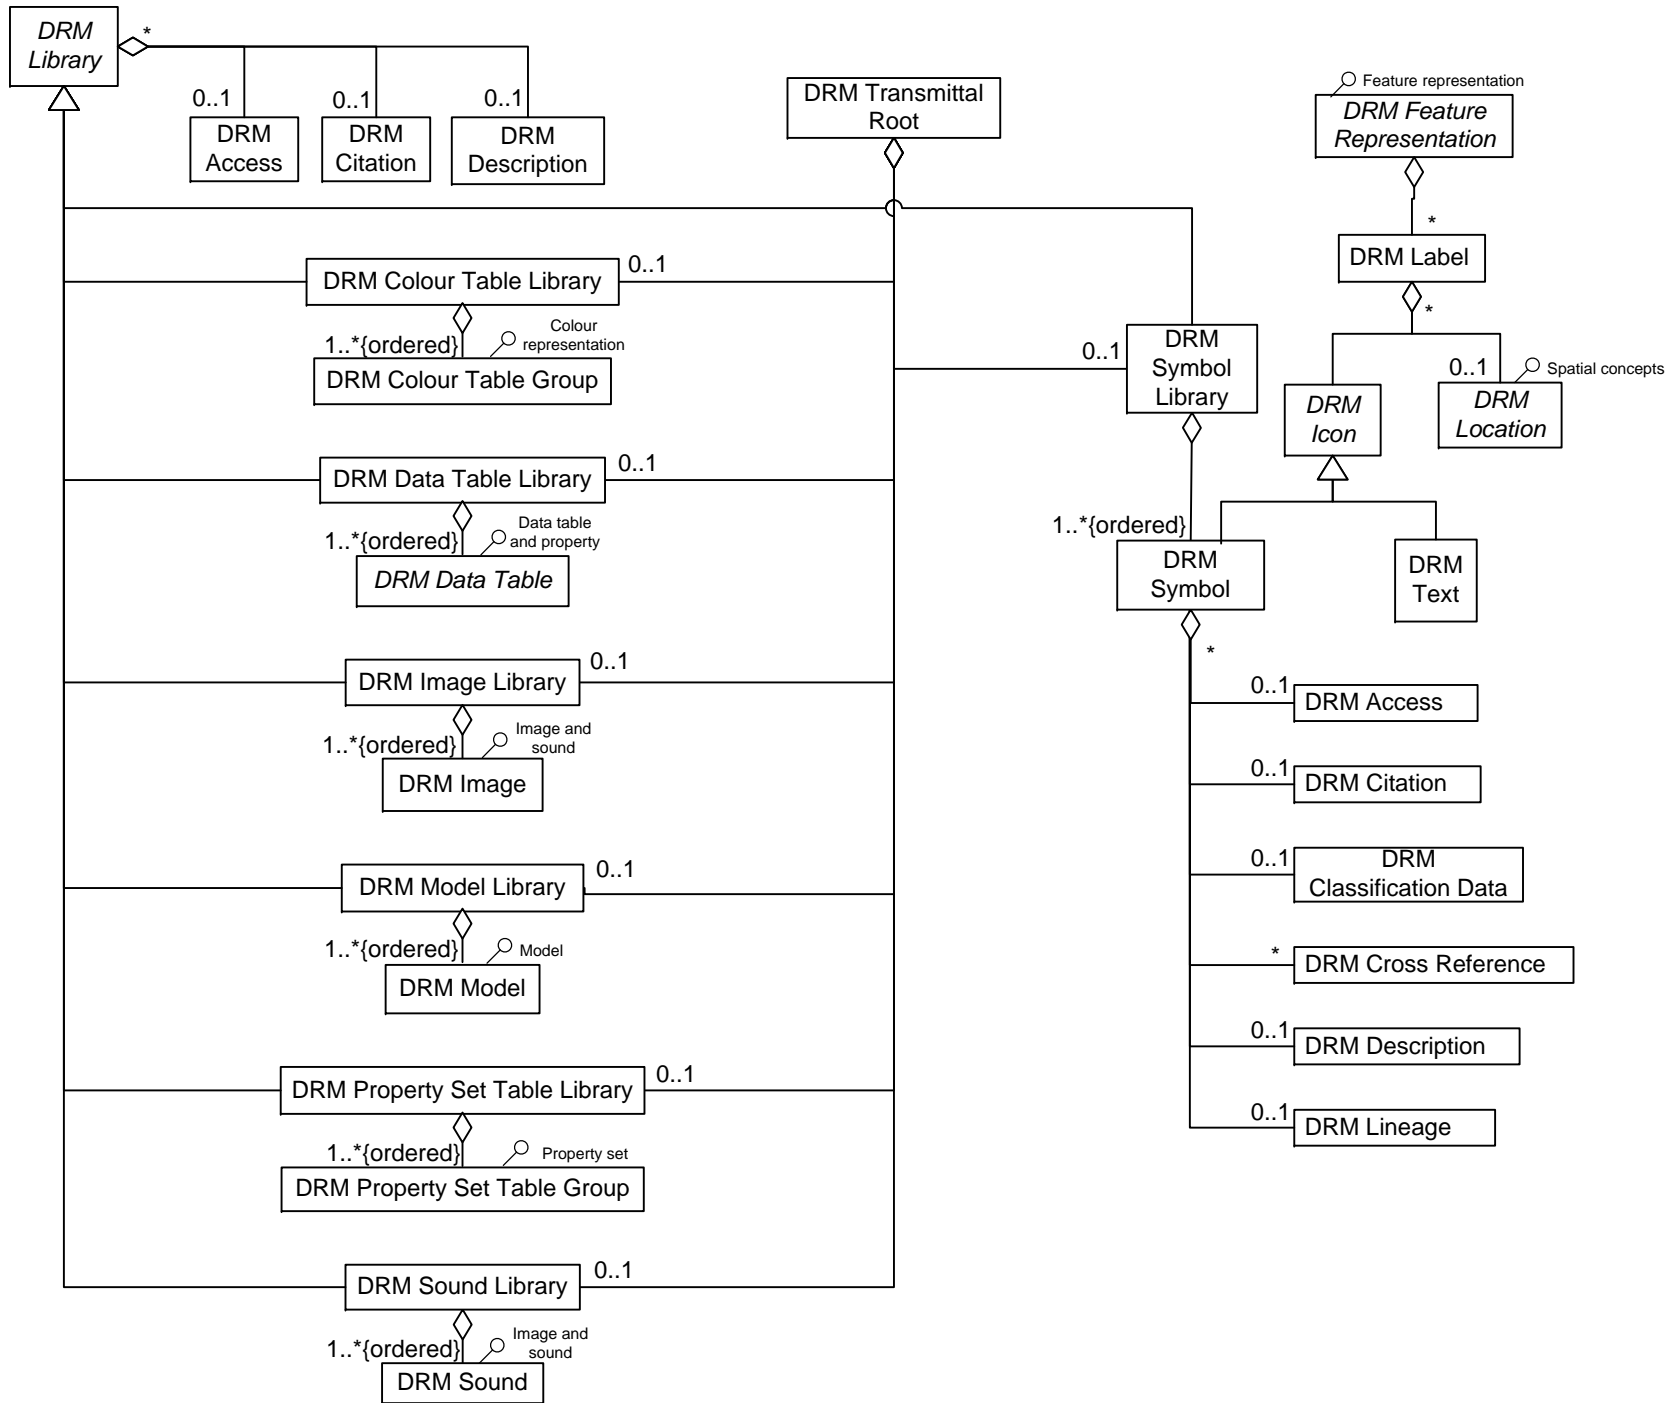 DRM
Library
*
0..1
0..1
0..1
DRM
Access
DRM
Citation
DRM
Description
DRM Transmittal
Root
Feature representation
DRM Feature
Representation
*
DRM Label
*
DRM Colour Table Library
0..1
1..*{ordered}
Colour
representation
DRM Colour Table Group
0..1
DRM
Symbol
Library
DRM
Icon
0..1
Spatial concepts
DRM
Location
DRM Data Table Library
0..1
1..*{ordered}
Data table
and property
DRM Data Table
1..*{ordered}
DRM
Symbol
DRM
Text
*
DRM Image Library
0..1
1..*{ordered}
Image and
sound
DRM Image
0..1
DRM Access
0..1
DRM Citation
DRM Model Library
0..1
1..*{ordered}
Model
DRM Model
0..1
DRM
Classification Data
*
DRM Cross Reference
0..1
DRM Description
0..1
DRM Lineage
DRM Property Set Table Library
0..1
1..*{ordered}
Property set
DRM Property Set Table Group
DRM Sound Library
0..1
1..*{ordered}
Image and
sound
DRM Sound